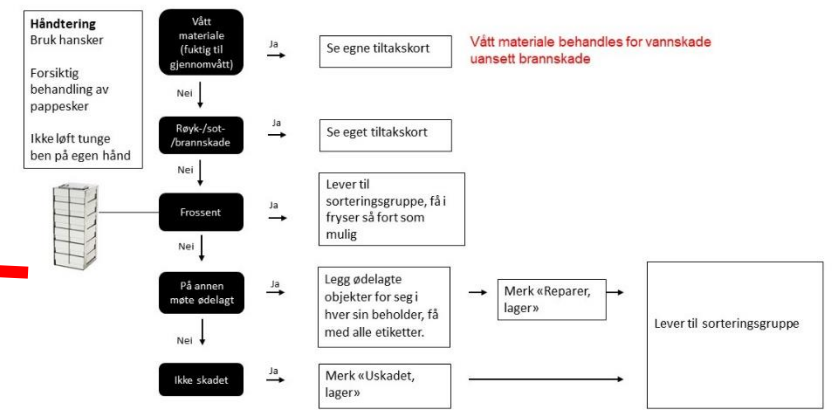 Håndtering
Bruk hansker
Forsiktig
behandling av
pappesker
Ikke løft tunge
ben på egen hånd
Vått
materiale
(fuktig til
gjennomvått)
Ja
Se egne tiltakskort
Vått materiale behandles for vannskade
uansett brannskade
Nei
Røyk-/sot-
/brannskade
Ja
Se eget tiltakskort
Nei
Frossent
Ja
Lever til
sorteringsgruppe, få i
fryser så fort som
mulig
Nei
På annen
møte ødelagt
Ja
Legg ødelagte
objekter for seg i
hver sin beholder, få
med alle etiketter.
Merk «Reparer,
lager»
Lever til sorteringsgruppe
Nei
Ikke skadet
Ja
Merk «Uskadet,
lager»